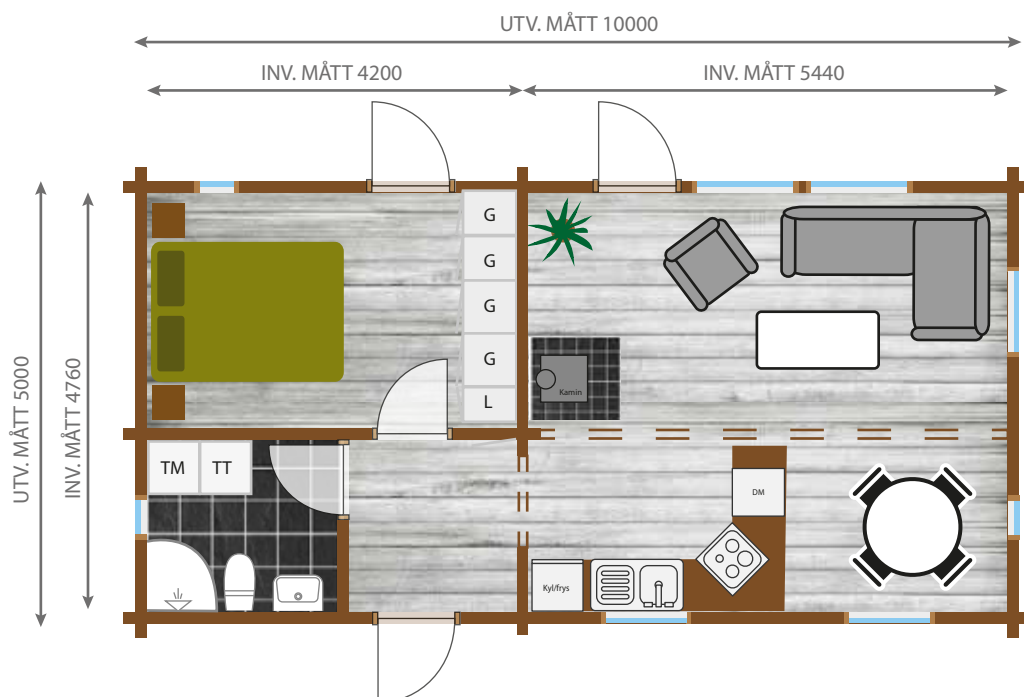 UTV. MÅTT 10000
INV. MÅTT 4200
INV. MÅTT 5440
UTV. MÅTT 5000
INV. MÅTT 4760
G
G
G
G
L
Kamin
TM
TT
DM
Kyl/frys